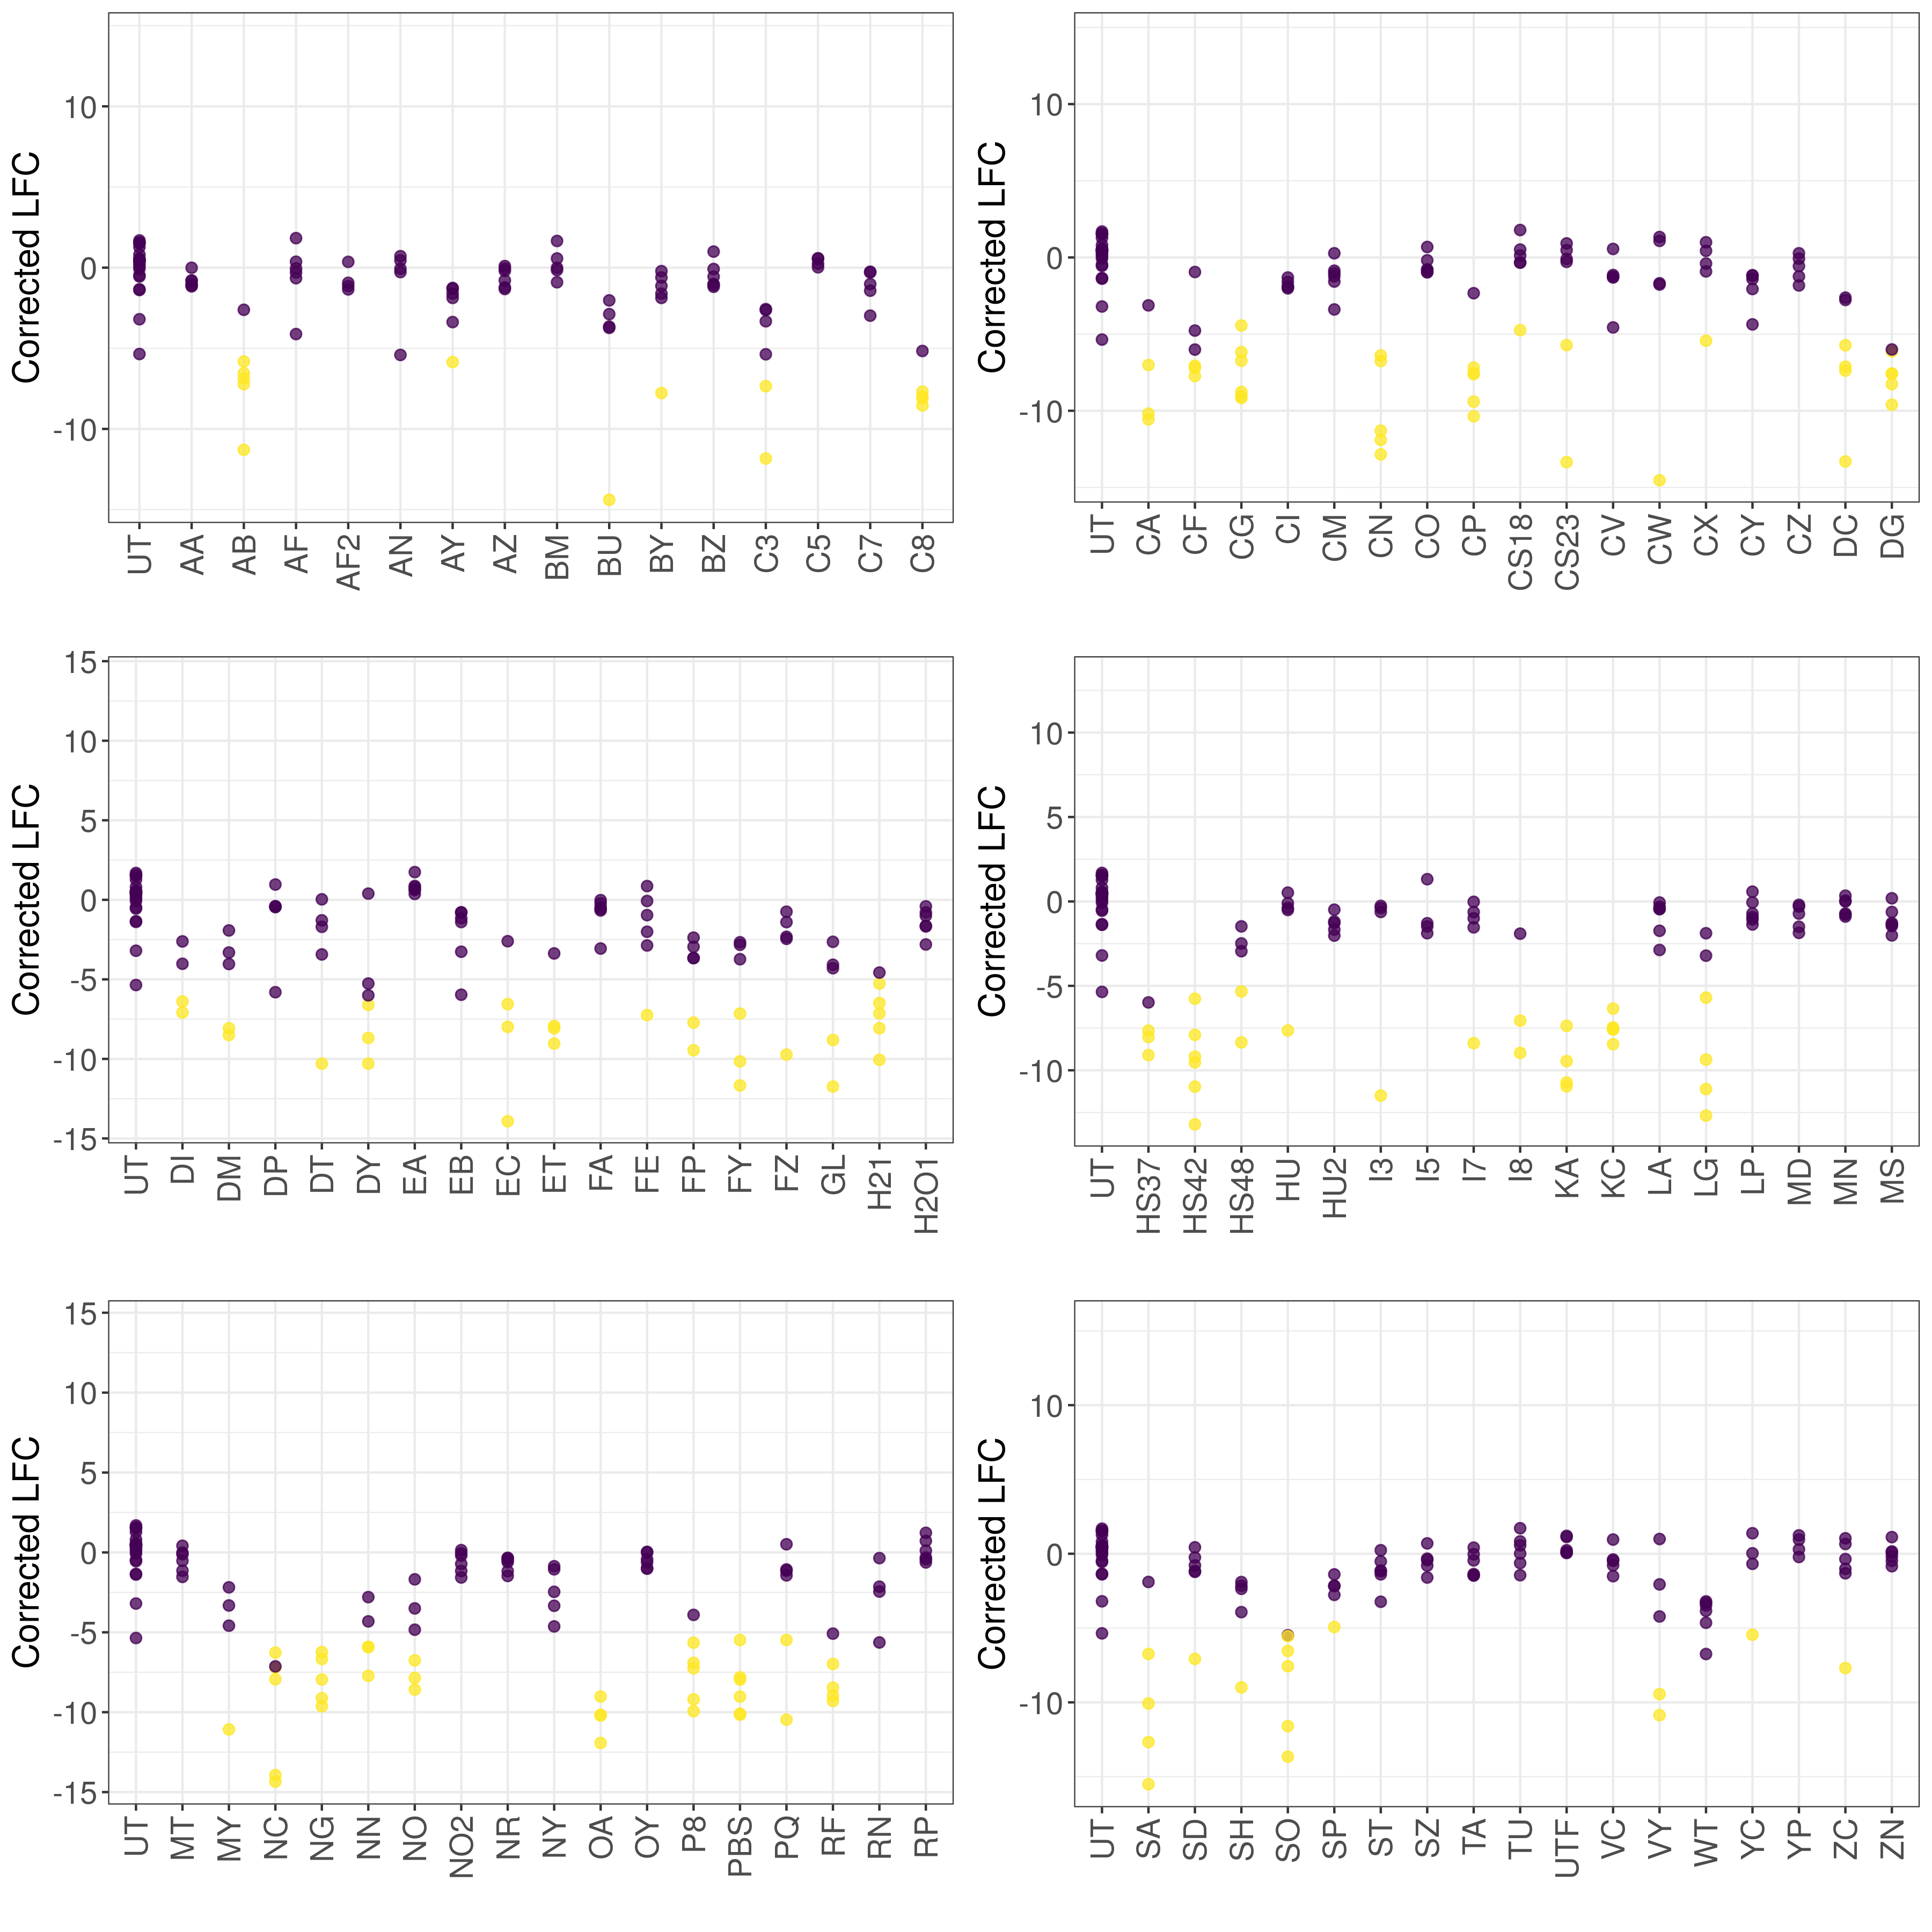 Corrected LFC
10
0
-10
UT AA AB AF AF2 AN AY AZ BM BU BY BZ C3 C5 C7 C8
Corrected LFC
10
0
-10
UT CA CF CG CI CM CN CO CP CS18 CS23 CV CW CX CY CZ DC DG
Corrected LFC
15
10
5
0
-5
-10
-15
UT DI DM DP DT DY EA EB EC ET FA FE FP FY FZ GL H21 H2O1
Corrected LFC
10
5
0
-5
-10
UT HS37 HS42 HS48 HU HU2 I3 I5 I7 I8 KA KC LA LG LP MD MN MS
Corrected LFC
15
10
5
0
-5
-10
-15
UT MT MY NC NG NN NO NO2 NR NY OA OY P8 PBS PQ RF RN RP
Corrected LFC
10
0
-10
UT SA SD SH SO SP ST SZ TA TU UTF VC VY WT YC YP ZC ZN